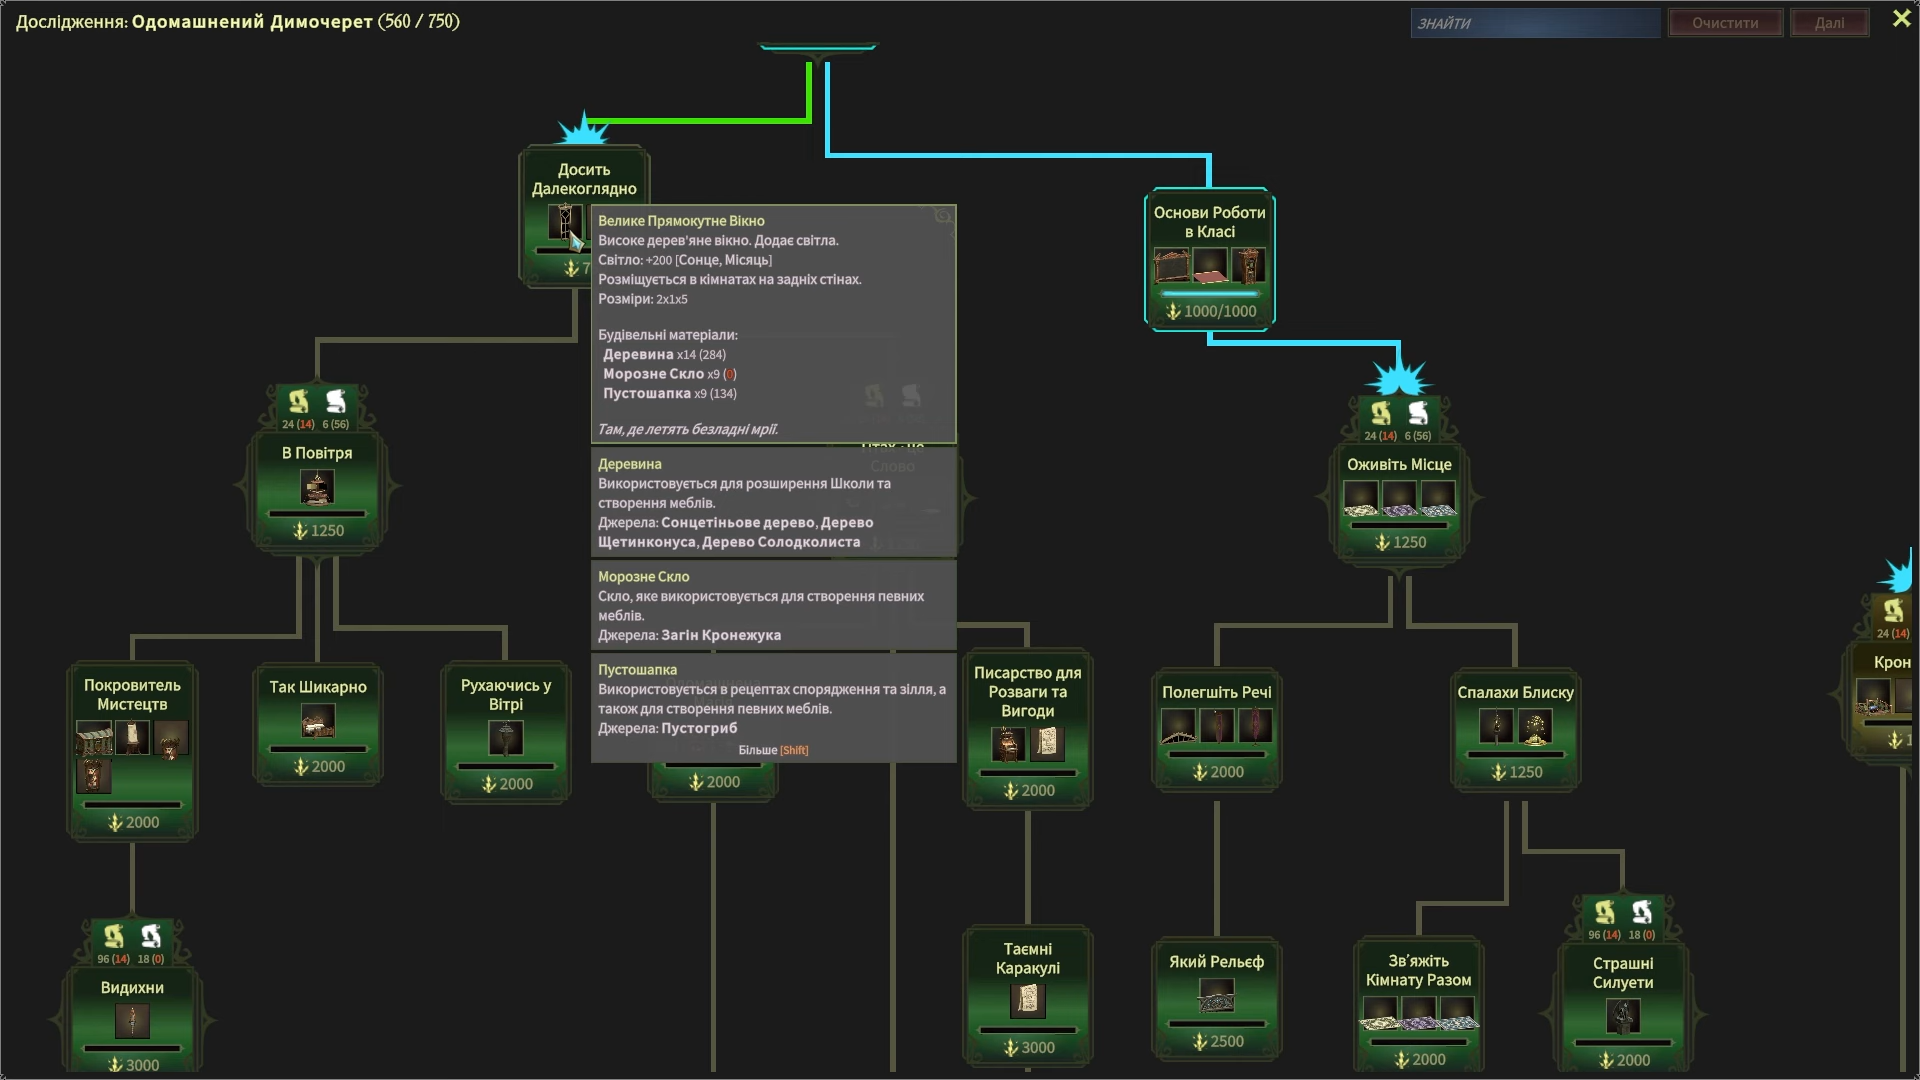 Дослідження: Одомашнений Димочерет (560 / 750)
ЗНАЙТИ
Очистити
Далі
Досить
Далекоглядно
7
Велике Прямокутне Вікно
Високе дерев'яне вікно. Додає світла.
Світло: +200 [Сонце, Місяць]
Розміщується в кімнатах на задніх стінах.
Розміри: 2x1x5
Будівельні матеріали:
Деревина x14 (284)
Морозне Скло x9 (0)
Пустошапка x9 (134)
Там, де летять безладні мрії.
Деревина
Використовується для розширення Школи та
створення меблів.
Джерела: Сонцетіньове дерево, Дерево
Щетинконуса, Дерево Солодколиста
Морозне Скло
Скло, яке використовується для створення певних
меблів.
Джерела: Загін Кронежука
Пустошапка
Використовується в рецептах спорядження та зілля, а
також для створення певних меблів.
Джерела: Пустогриб
Більше [Shift]
Слово
Основи Роботи
в Класі
1000/1000
24 (14) 6 (56)
В Повітря
1250
24 (14) 6 (56)
Оживіть Місце
1250
24 (14)
Крон
Покровитель
Мистецтв
2000
Так Шикарно
2000
Рухаючись у
Вітрі
2000
2000
Писарство для
Розваги та
Вигоди
2000
Полегшіть Речі
2000
Спалахи Блиску
1250
96 (14) 18 (0)
Видихни
3000
Таємні
Каракулі
3000
Який Рельєф
2500
Зв'яжіть
Кімнату Разом
2000
96 (14) 18 (0)
Страшні
Силуети
2000